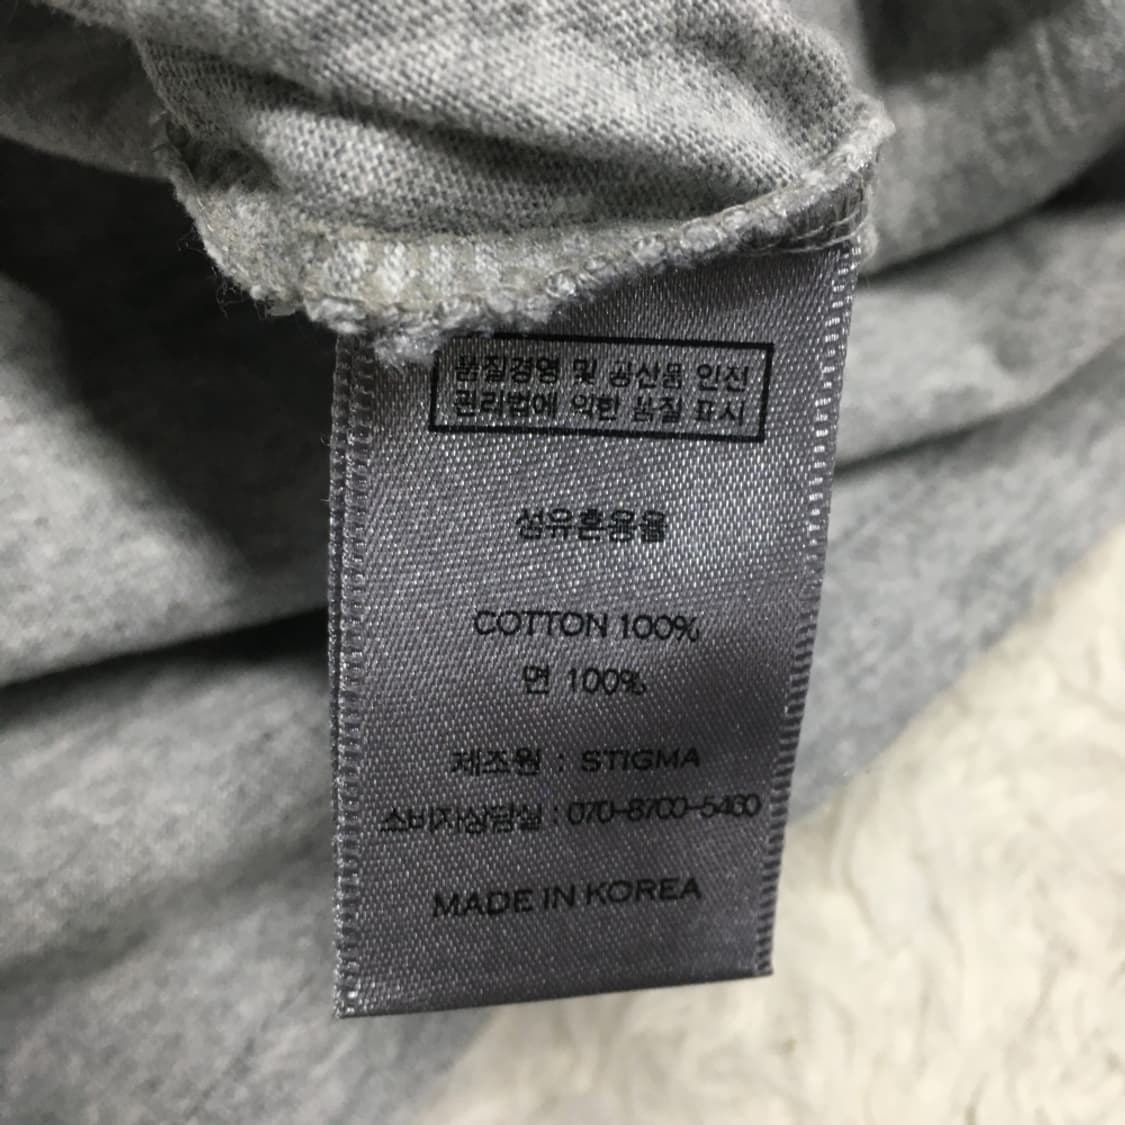 품질경영 및 공산품 안전
관리법에 의한 품질 표시
섬유혼용율
COTTON 100%
면 100%
제조원 : STIGMA
소비자상담실 : 070-8700-5460
MADE IN KOREA